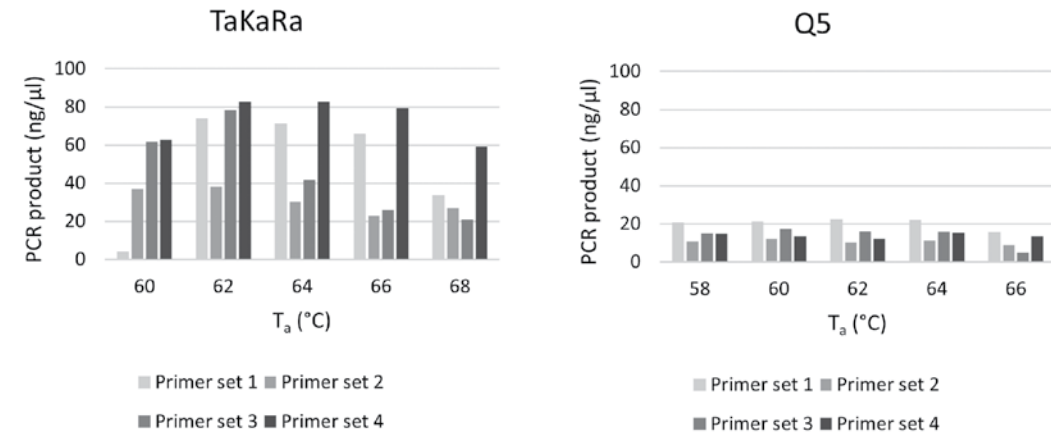 TaKaRa
PCR product (ng/µl)
100
80
60
40
20
0
60 62 64 66 68
Tₐ (°C)
Primer set 1 Primer set 2
Primer set 3 Primer set 4
Q5
PCR product (ng/µl)
100
80
60
40
20
0
58 60 62 64 66
Tₐ (°C)
Primer set 1 Primer set 2
Primer set 3 Primer set 4